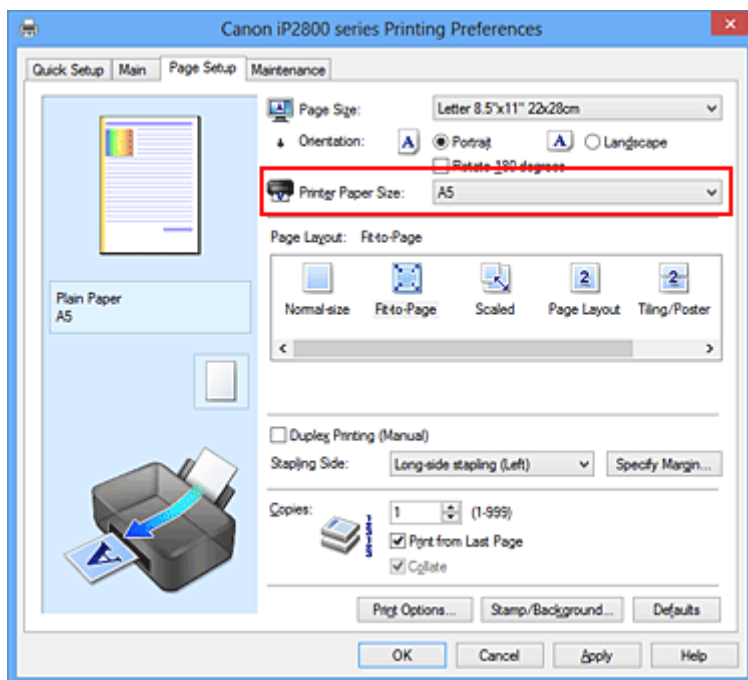 Canon iP2800 series Printing Preferences
Quick Setup Main Page Setup Maintenance
Page Size: Letter 8.5"x11" 22x28cm
Orientation: A Portrait A Landscape
Rotate 180 degrees
Printer Paper Size: A5
Page Layout: Fit-to-Page
Normal-size Fit-to-Page Scaled Page Layout Tiling/Poster
Plain Paper
A5
Duplex Printing (Manual)
Stapling Side: Long-side stapling (Left) Specify Margin...
Copies: 1 (1-999)
Print from Last Page
Collate
Print Options... Stamp/Background... Defaults
OK Cancel Apply Help